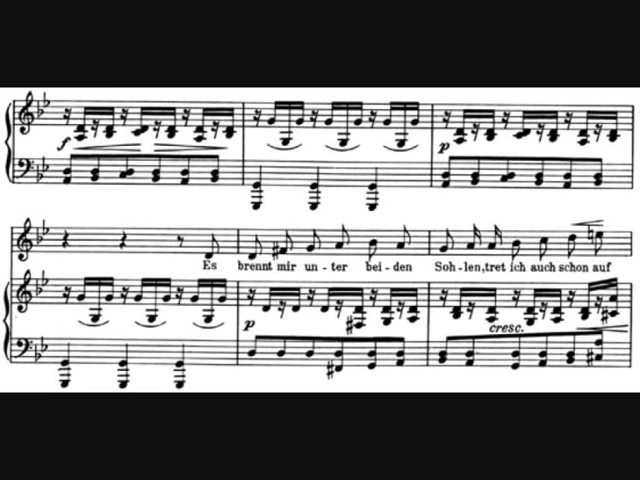 f
p
Es brennt mir un-ter bei-den Soh-len, tret ich auch schon auf
p cresc.